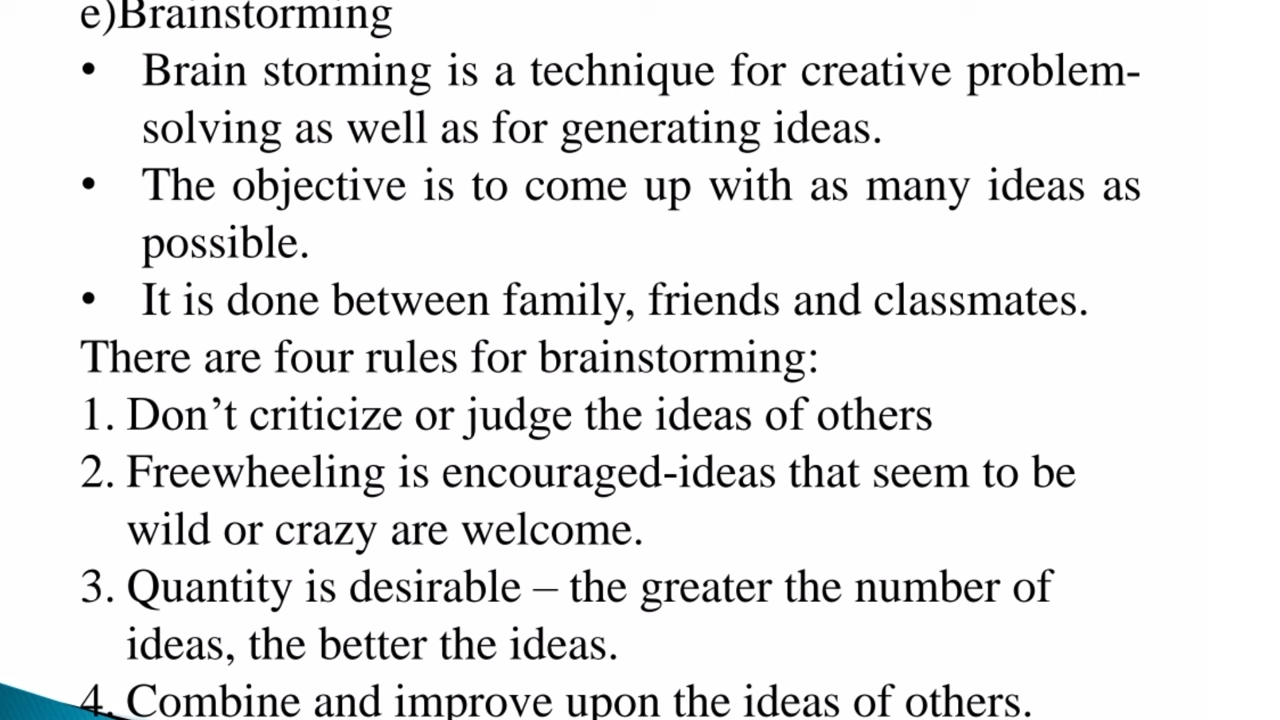 e)Brainstorming
• Brain storming is a technique for creative problem-
solving as well as for generating ideas.
• The objective is to come up with as many ideas as
possible.
• It is done between family, friends and classmates.
There are four rules for brainstorming:
1. Don’t criticize or judge the ideas of others
2. Freewheeling is encouraged-ideas that seem to be
wild or crazy are welcome.
3. Quantity is desirable – the greater the number of
ideas, the better the ideas.
4. Combine and improve upon the ideas of others.